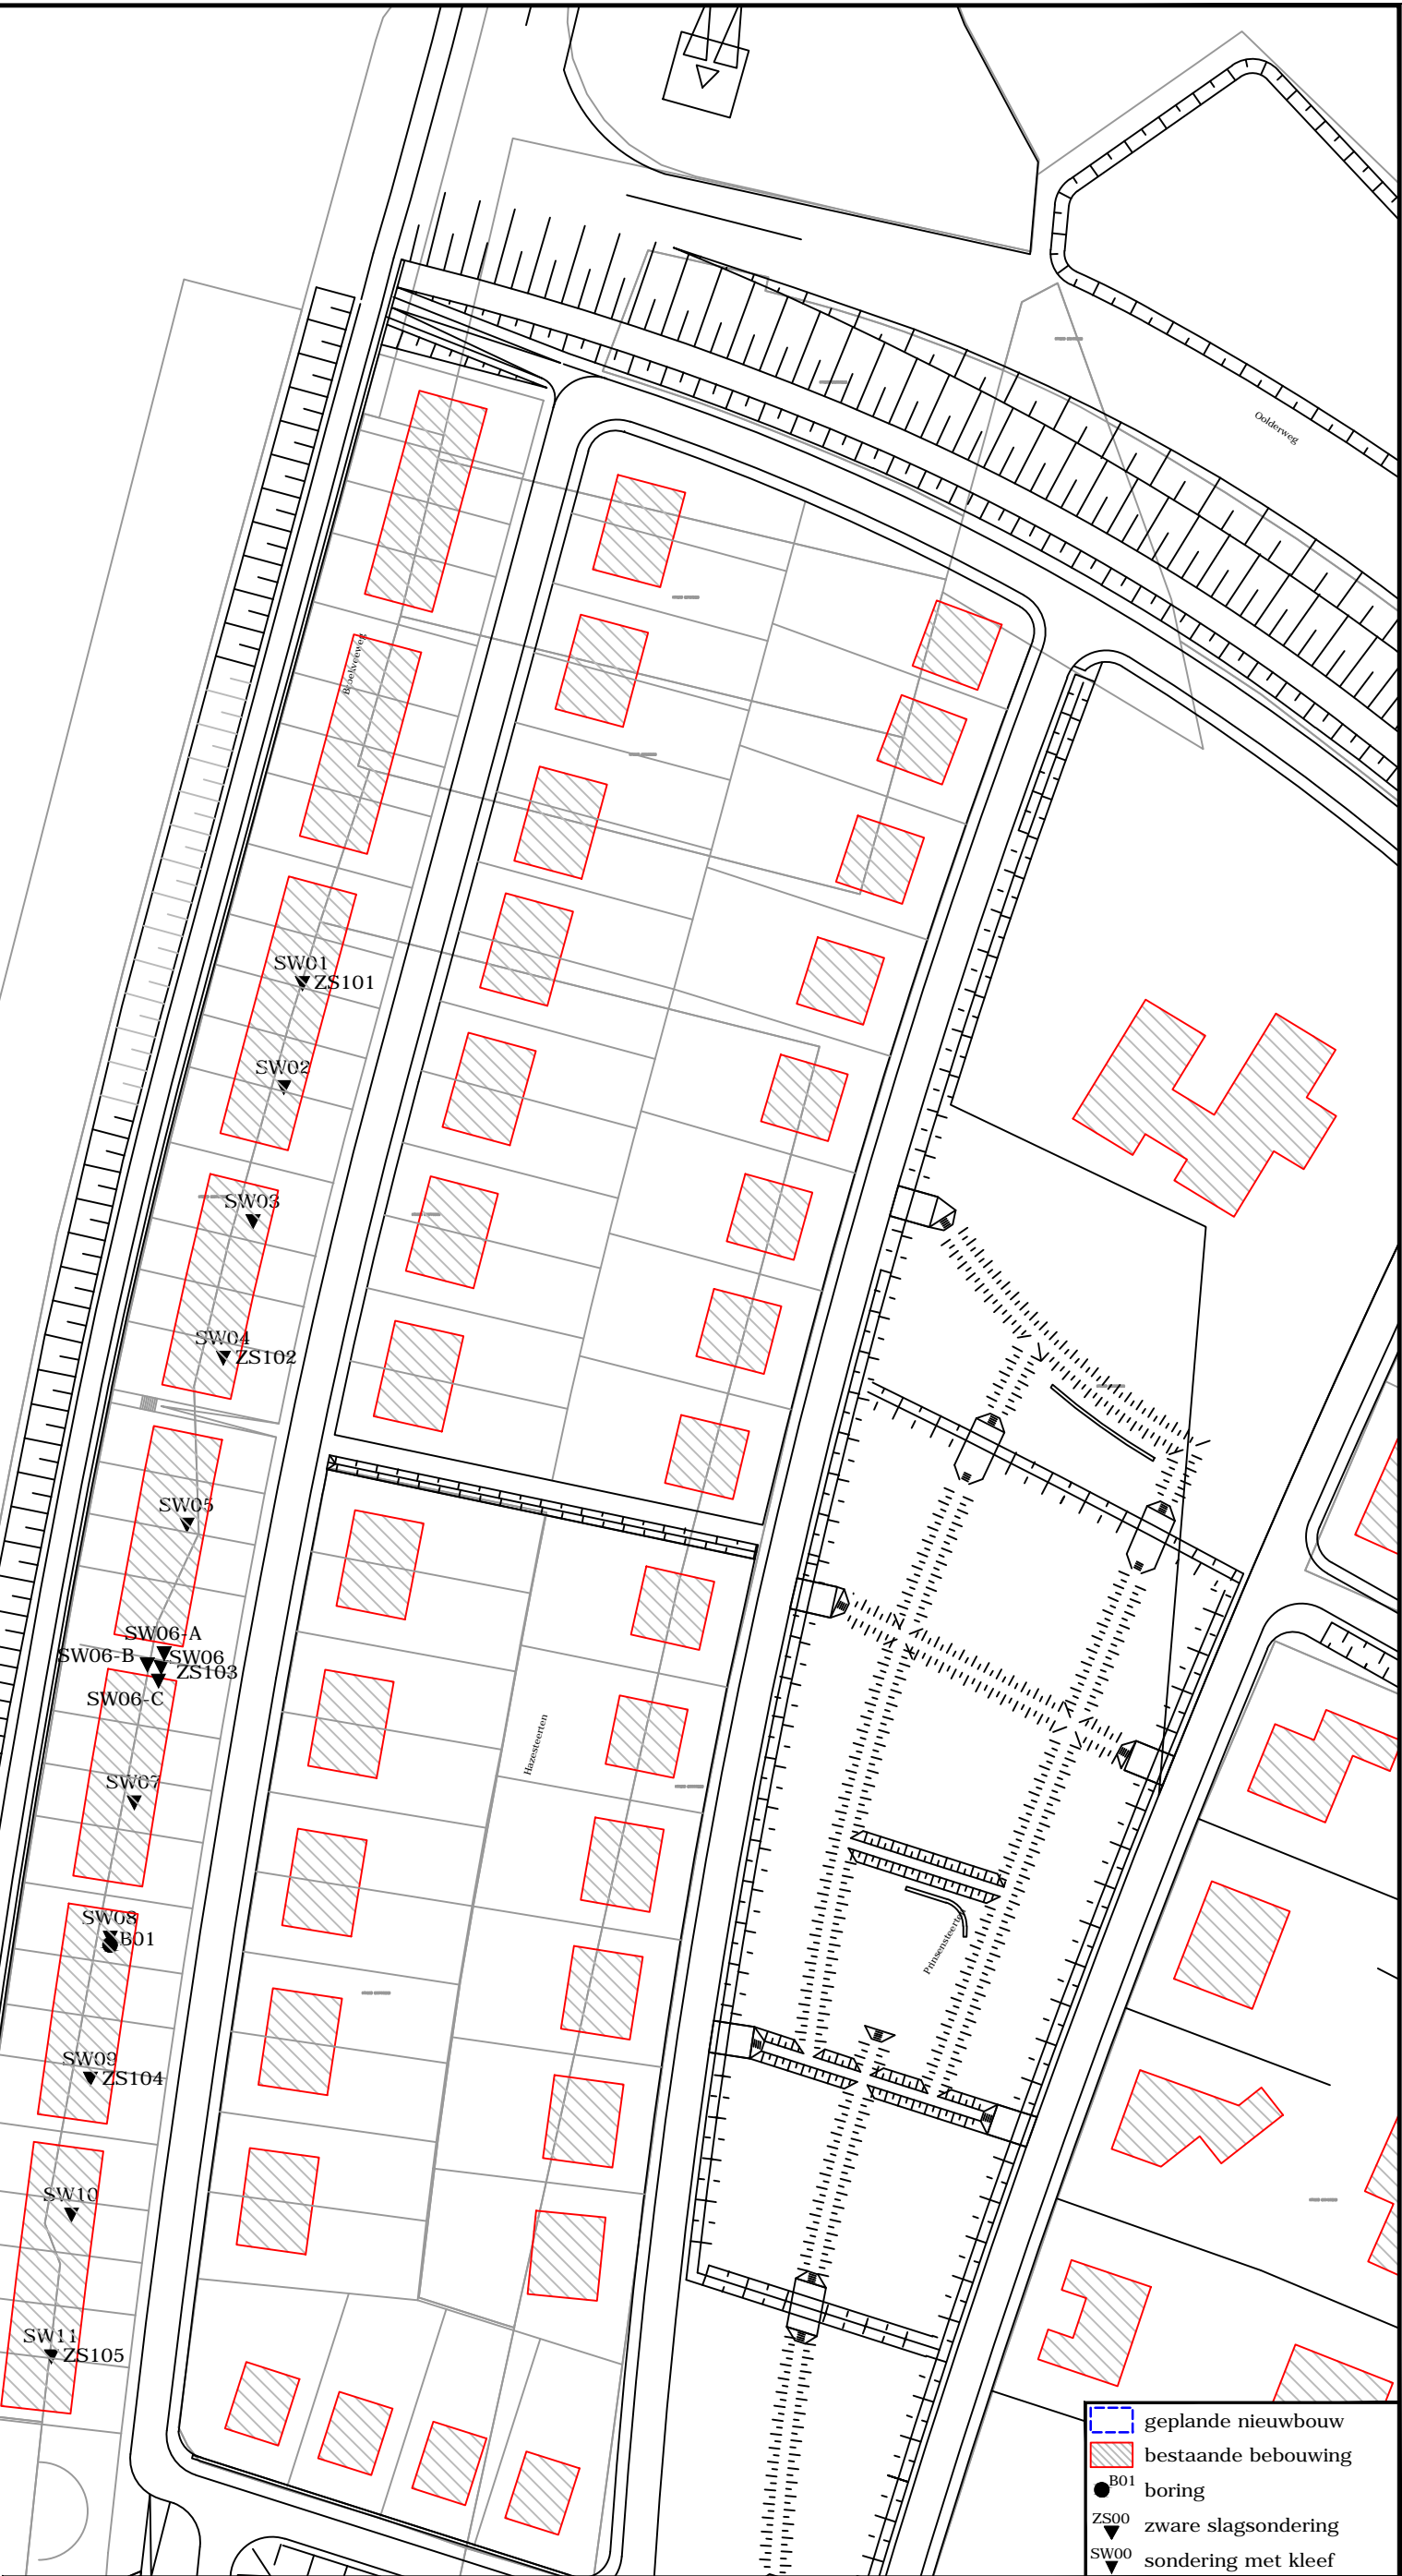 Oolderweg
SW01
ZS101
SW02
SW03
SW04
ZS102
SW05
SW06-A
SW06-B
SW06
ZS103
SW06-C
Hazesteerten
SW07
SW08
B01
Prinsensteerten
SW09
ZS104
SW10
SW11
ZS105
geplande nieuwbouw
bestaande bebouwing
B01
boring
ZS00
zware slagsondering
SW00
sondering met kleef